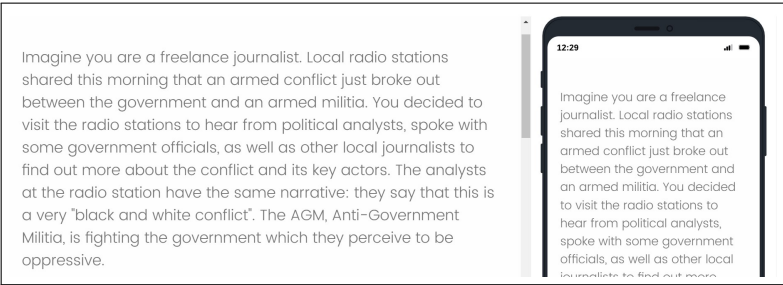 Imagine you are a freelance journalist. Local radio stations
shared this morning that an armed conflict just broke out
between the government and an armed militia. You decided to
visit the radio stations to hear from political analysts, spoke with
some government officials, as well as other local journalists to
find out more about the conflict and its key actors. The analysts
at the radio station have the same narrative: they say that this is
a very "black and white conflict". The AGM, Anti-Government
Militia, is fighting the government which they perceive to be
oppressive.
12:29
Imagine you are a freelance
journalist. Local radio stations
shared this morning that an
armed conflict just broke out
between the government and
an armed militia. You decided
to visit the radio stations to
hear from political analysts,
spoke with some government
officials, as well as other local
journalists to find out more